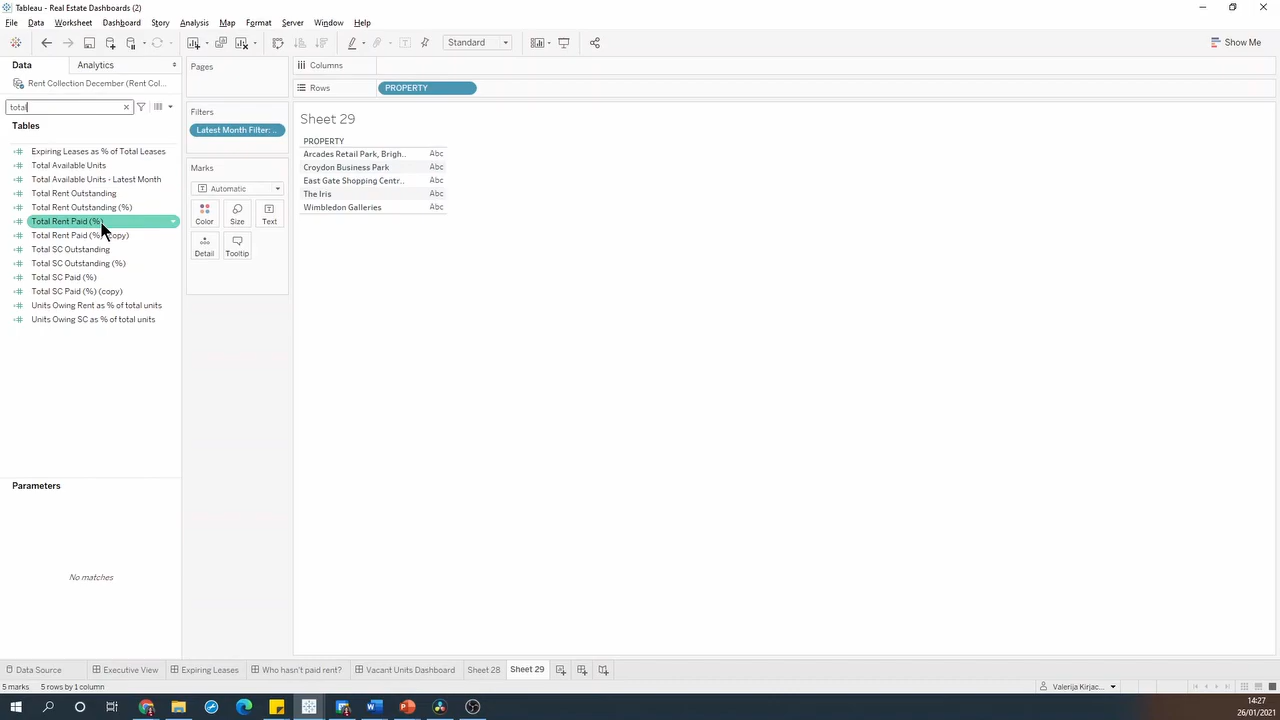 Tableau - Real Estate Dashboards (2)
File Data Worksheet Dashboard Story Analysis Map Format Server Window Help
Standard
Show Me
Data Analytics
Rent Collection December (Rent Col...
total
Tables
Expiring Leases as % of Total Leases
Total Available Units
Total Available Units - Latest Month
Total Rent Outstanding
Total Rent Outstanding (%)
Total Rent Paid (%)
Total Rent Paid (%) (copy)
Total SC Outstanding
Total SC Outstanding (%)
Total SC Paid (%)
Total SC Paid (%) (copy)
Units Owing Rent as % of total units
Units Owing SC as % of total units
Parameters
No matches
Pages
Filters
Latest Month Filter: ..
Marks
Automatic
Color Size Text
Detail Tooltip
Columns
Rows PROPERTY
Sheet 29
PROPERTY
Arcades Retail Park, Brigh.. Abc
Croydon Business Park Abc
East Gate Shopping Centr.. Abc
The Iris Abc
Wimbledon Galleries Abc
Data Source Executive View Expiring Leases Who hasn't paid rent? Vacant Units Dashboard Sheet 28 Sheet 29
5 marks 5 rows by 1 column Valerija Kirjac...
14:27
26/01/2021